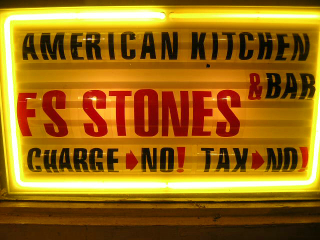 AMERICAN KITCHEN
&BAR
FS STONES
CHARGE NO! TAX NO!